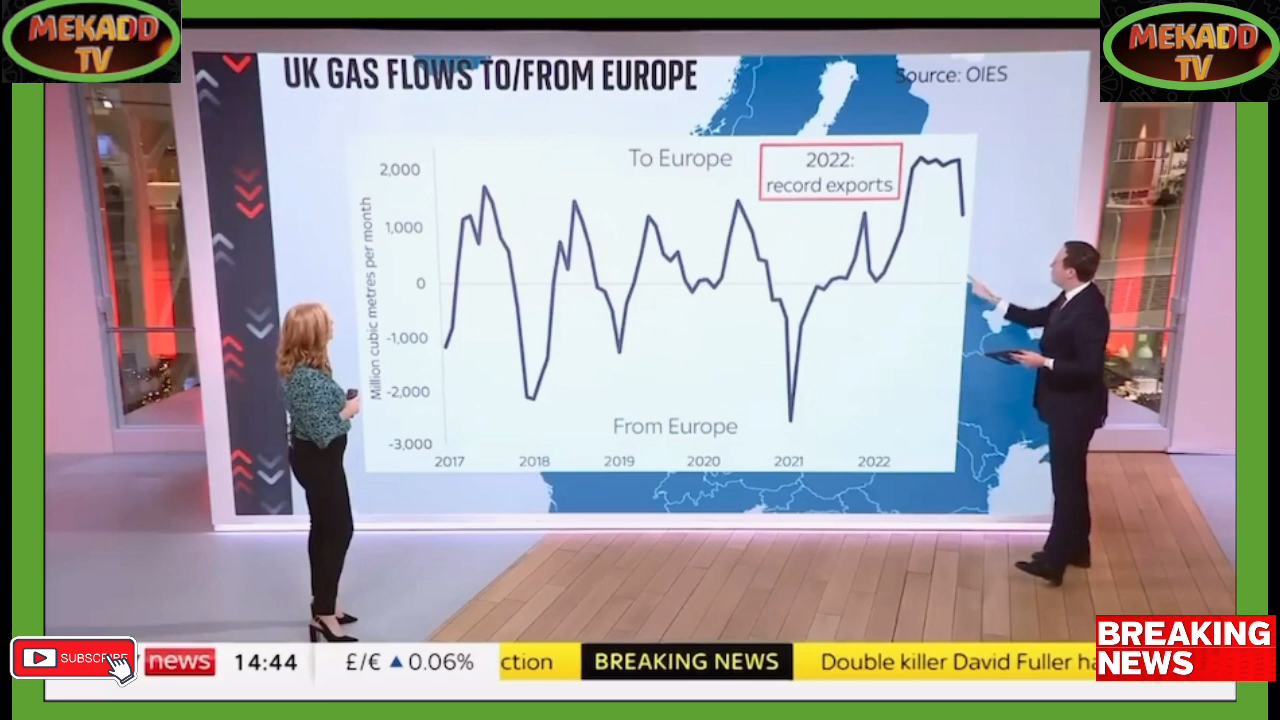 MEKADD
TV
MEKADD
TV
UK GAS FLOWS TO/FROM EUROPE
Source: OIES
To Europe
2022:
record exports
Million cubic metres per month
2,000
1,000
0
-1,000
-2,000
-3,000
From Europe
2017 2018 2019 2020 2021 2022
SUBSCRIBE
news 14:44 £/€ ▲ 0.06% ction BREAKING NEWS Double killer David Fuller ha
BREAKING
NEWS